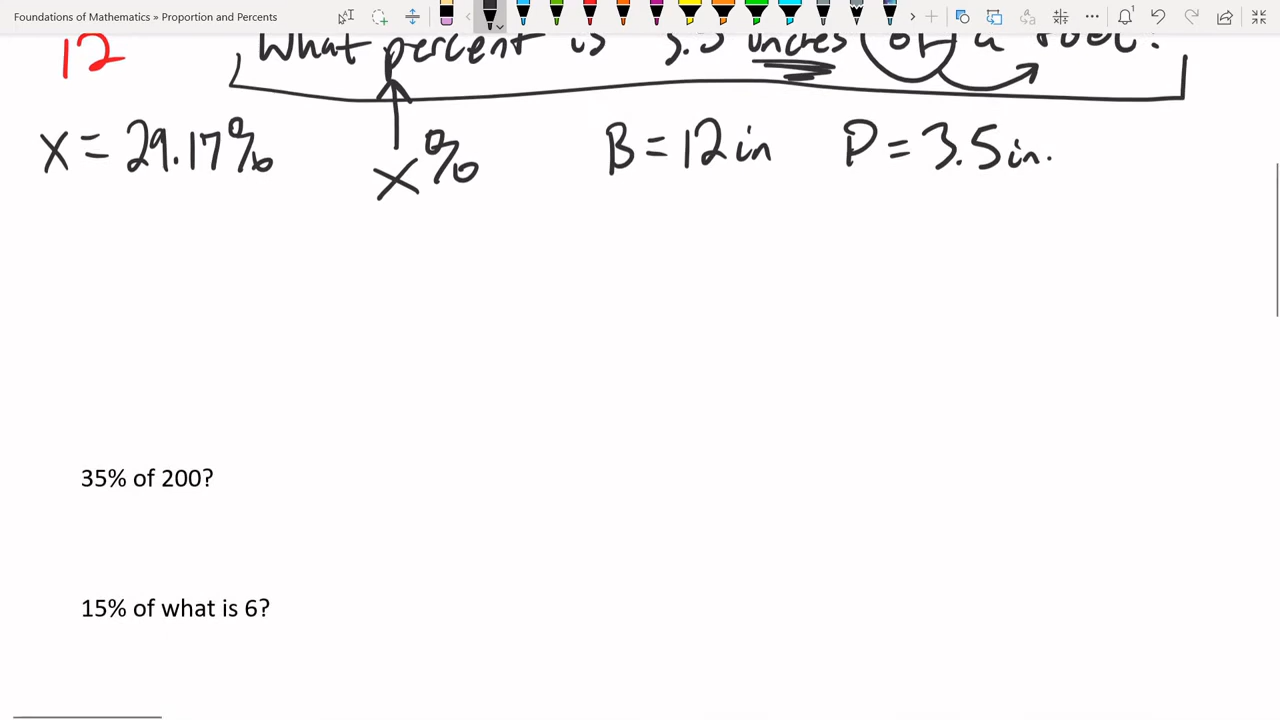 Foundations of Mathematics » Proportion and Percents
12
What percent is 3.5 inches of a foot?
x = 29.17%
x%
B = 12 in
P = 3.5 in.
35% of 200?
15% of what is 6?